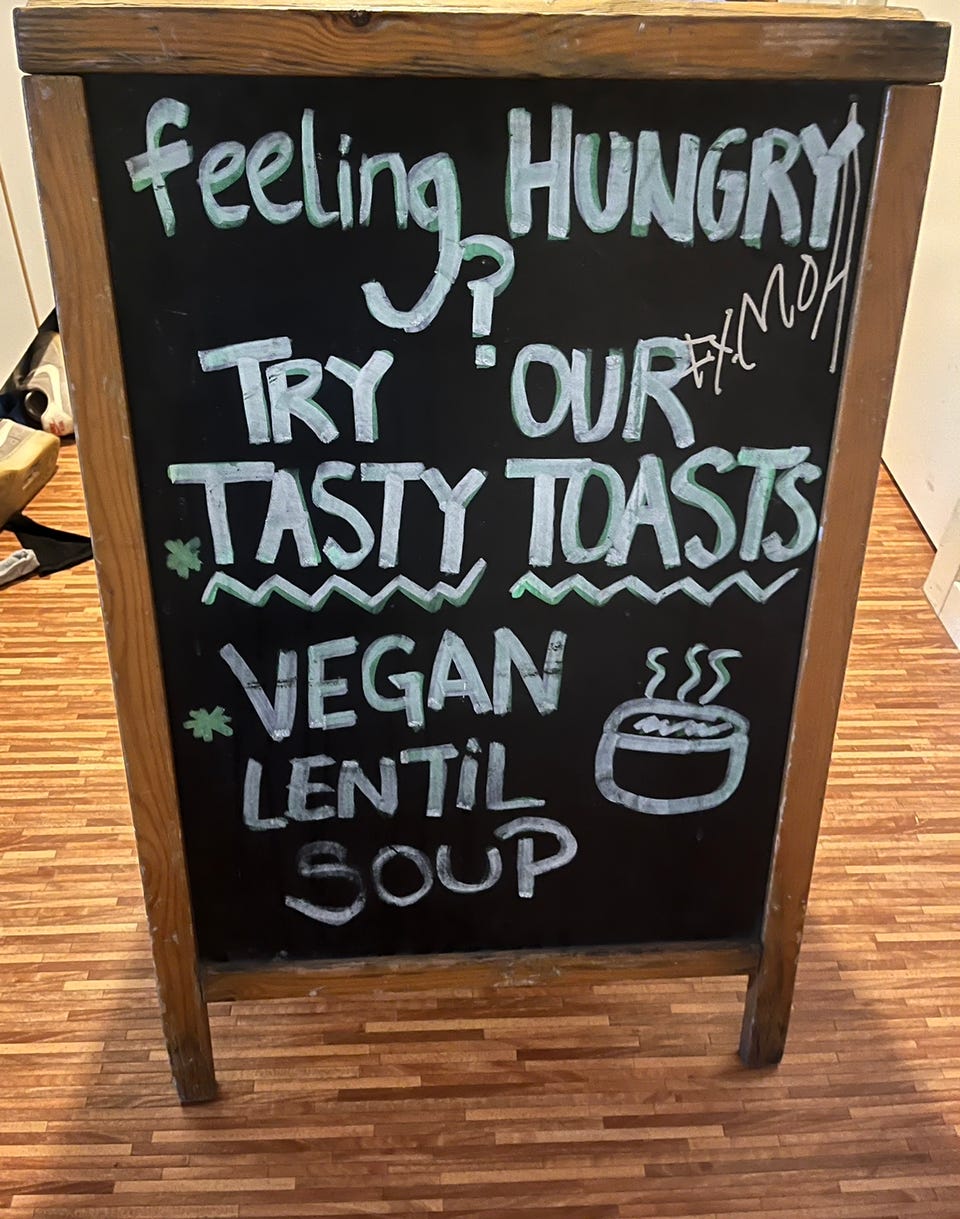 feeling HUNGRY
?
TRY OUR
TASTY TOASTS
VEGAN
LENTiL
SOUP